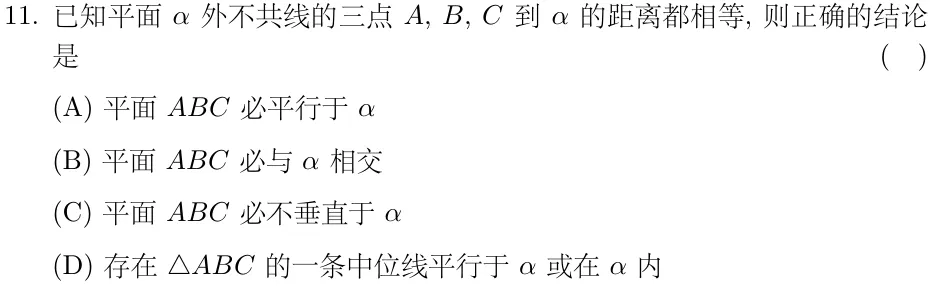 11. 已知平面 α 外不共线的三点 A, B, C 到 α 的距离都相等, 则正确的结论
是 ( )
(A) 平面 ABC 必平行于 α
(B) 平面 ABC 必与 α 相交
(C) 平面 ABC 必不垂直于 α
(D) 存在 △ABC 的一条中位线平行于 α 或在 α 内